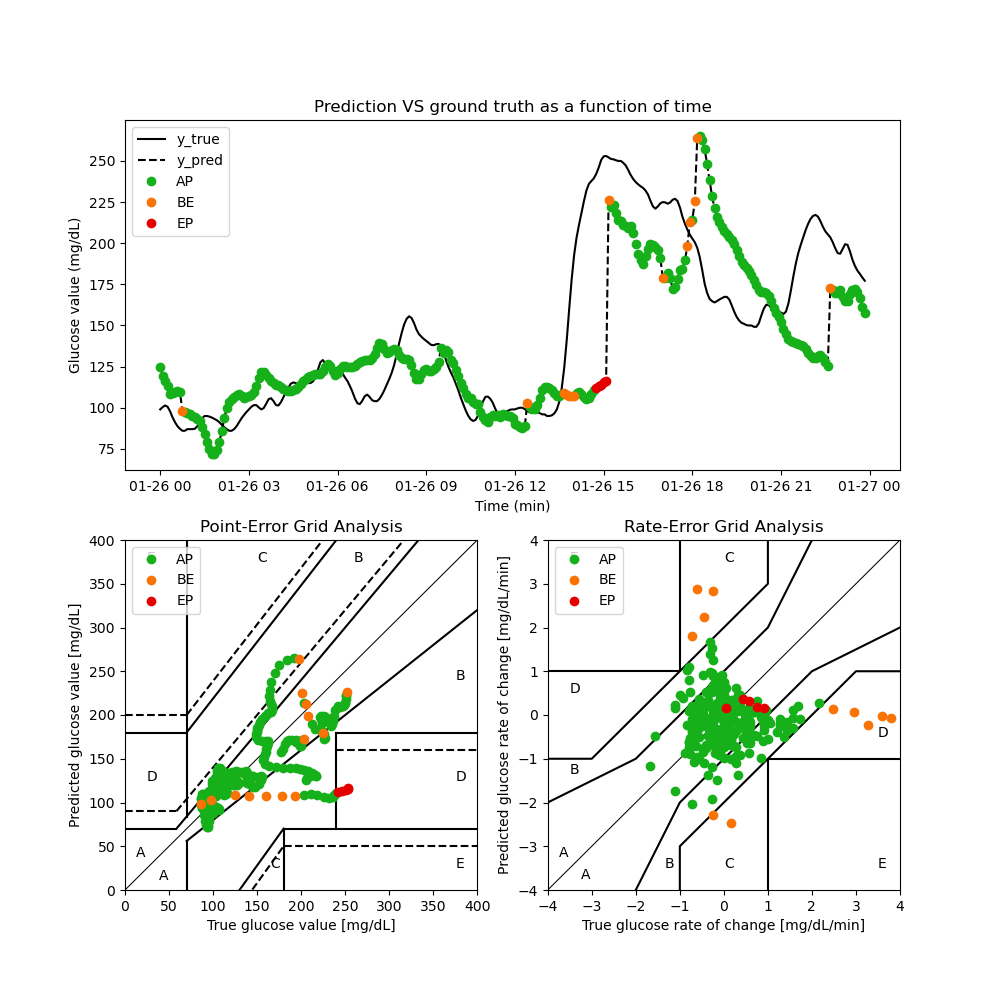 Prediction VS ground truth as a function of time
Glucose value (mg/dL)
250
225
200
175
150
125
100
75
y_true
y_pred
AP
BE
EP
01-26 00 01-26 03 01-26 06 01-26 09 01-26 12 01-26 15 01-26 18 01-26 21 01-27 00
Time (min)
Point-Error Grid Analysis
Predicted glucose value [mg/dL]
400
350
300
250
200
150
100
50
0
AP
BE
EP
C B
B
D D
A
A C E
0 50 100 150 200 250 300 350 400
True glucose value [mg/dL]
Rate-Error Grid Analysis
Predicted glucose rate of change [mg/dL/min]
4
3
2
1
0
−1
−2
−3
−4
AP
BE
EP
C
D
D
B
A
A B C E
−4 −3 −2 −1 0 1 2 3 4
True glucose rate of change [mg/dL/min]